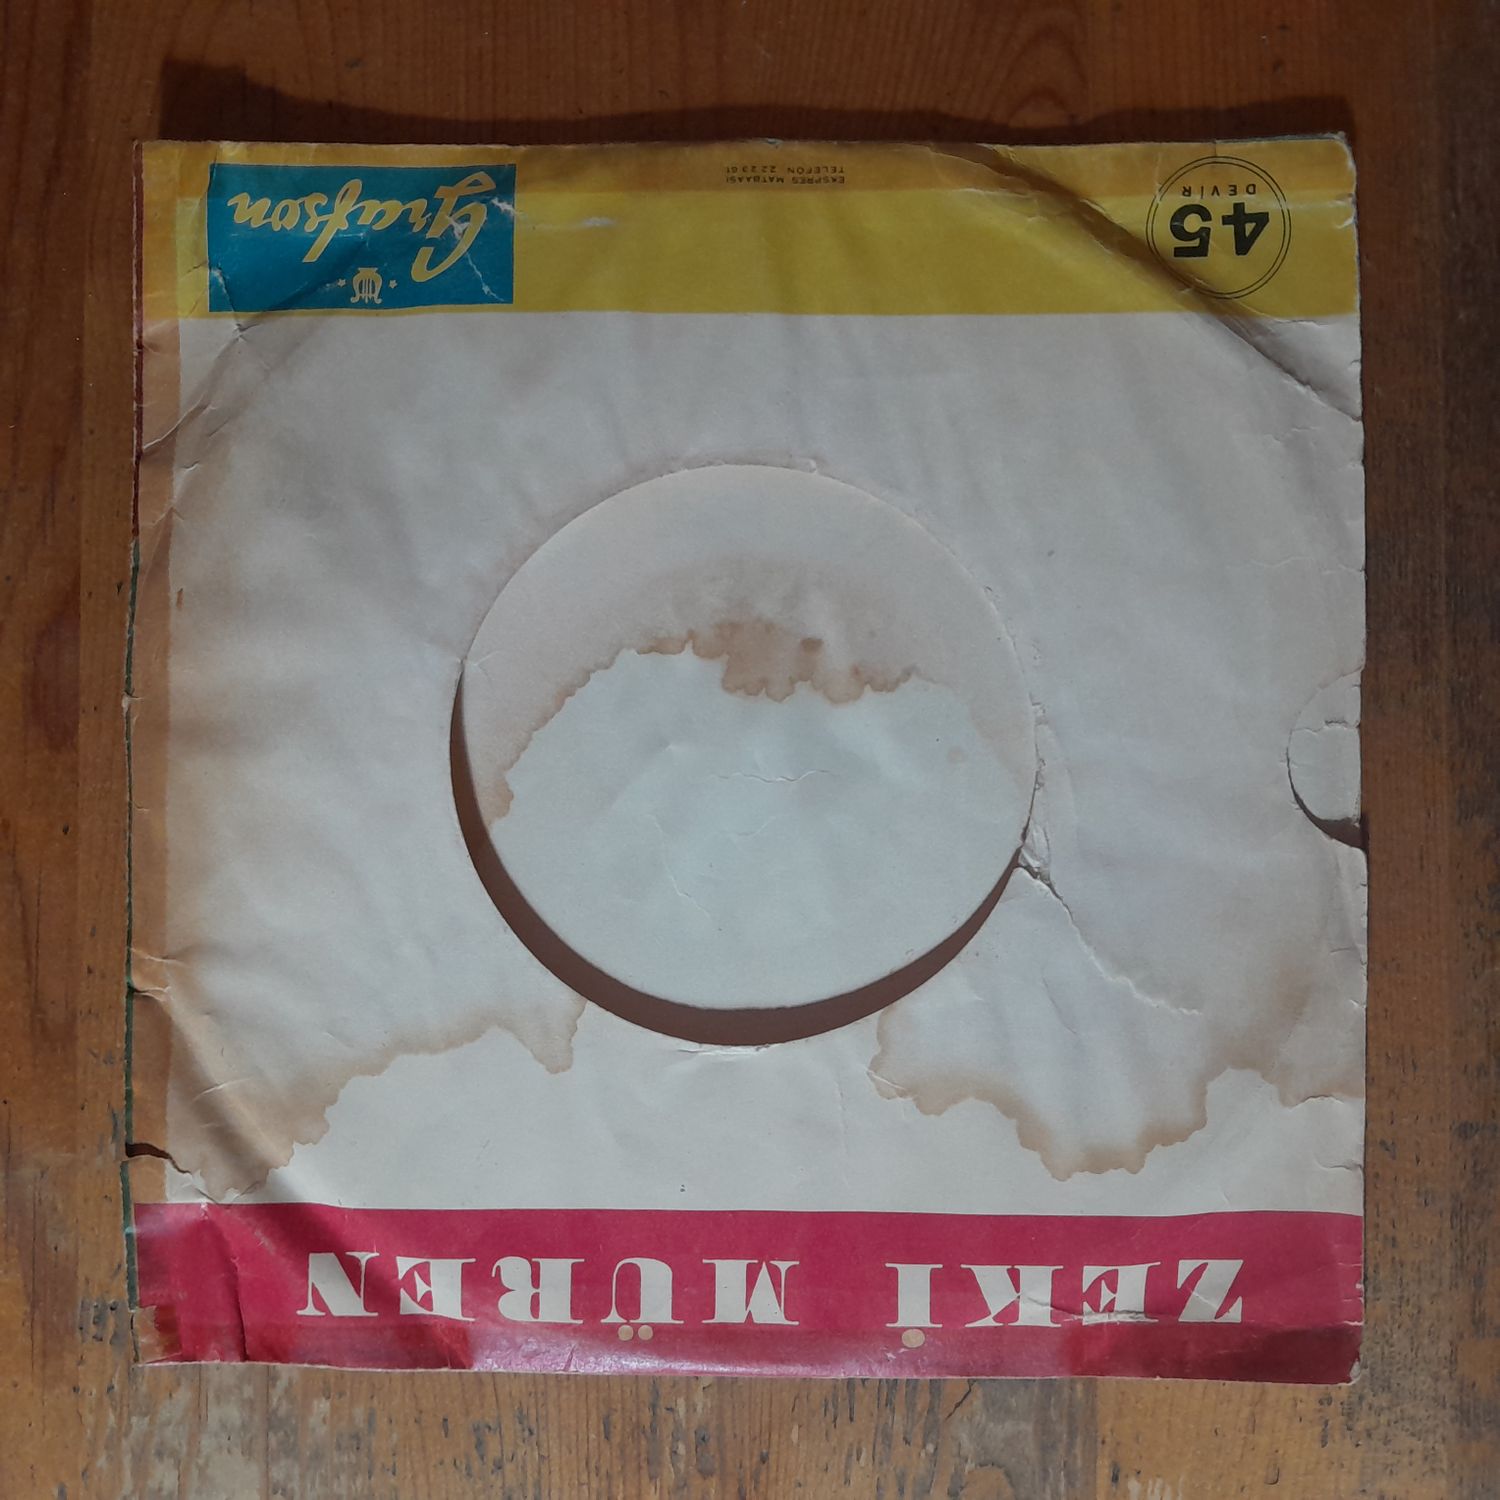 ZEKİ MÜREN
45
DEVİR
EKSPRES MATBAASI
TELEFON 22 23 61
Grafson